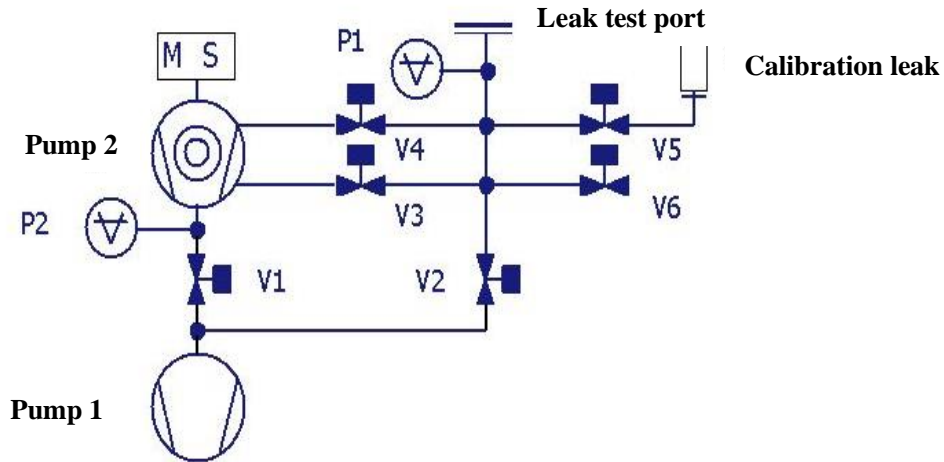 Leak test port
P1
M S
Calibration leak
Pump 2
V4
V5
V3
V6
P2
V1
V2
Pump 1